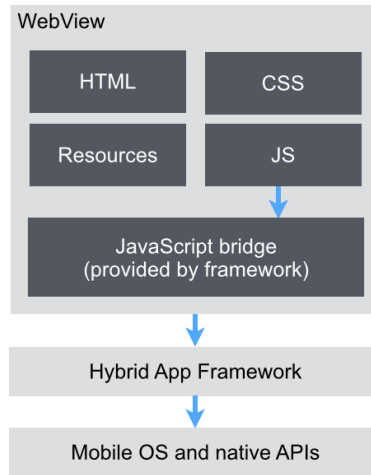 WebView
HTML
CSS
Resources
JS
JavaScript bridge
(provided by framework)
Hybrid App Framework
Mobile OS and native APIs